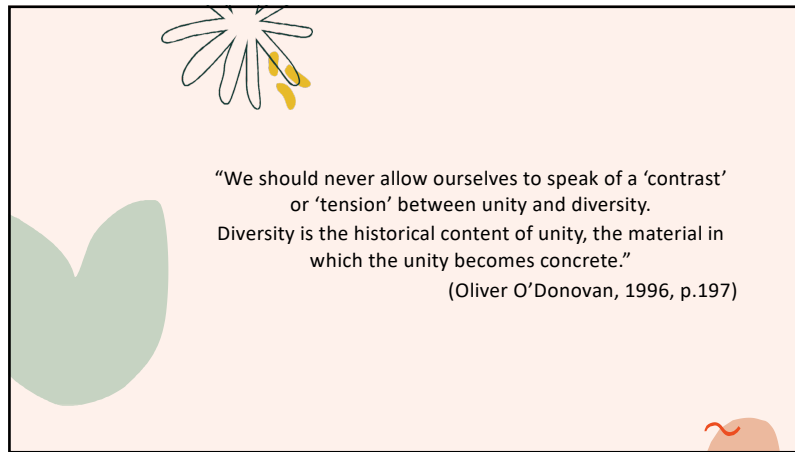 “We should never allow ourselves to speak of a ‘contrast’
or ‘tension’ between unity and diversity.
Diversity is the historical content of unity, the material in
which the unity becomes concrete.”
(Oliver O’Donovan, 1996, p.197)